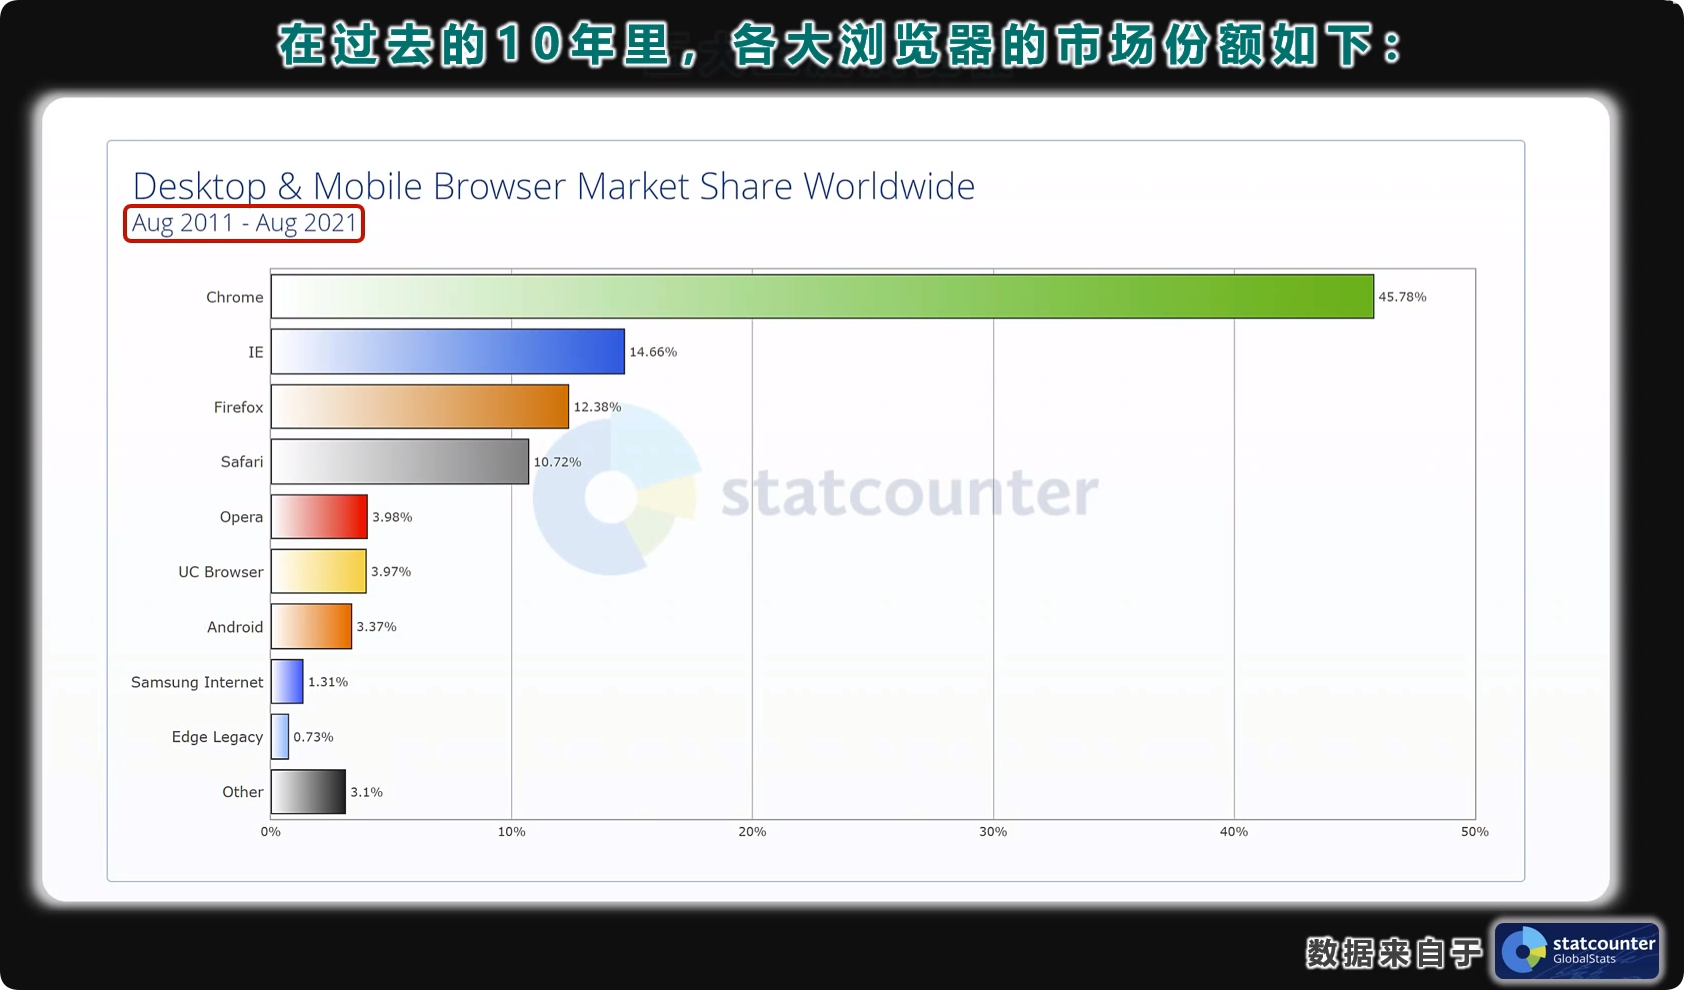 在过去的10年里，各大浏览器的市场份额如下：
Desktop & Mobile Browser Market Share Worldwide
Aug 2011 - Aug 2021
Chrome 45.78%
IE 14.66%
Firefox 12.38%
Safari 10.72%
statcounter
Opera 3.98%
UC Browser 3.97%
Android 3.37%
Samsung Internet 1.31%
Edge Legacy 0.73%
Other 3.1%
0% 10% 20% 30% 40% 50%
数据来自于
statcounter
GlobalStats